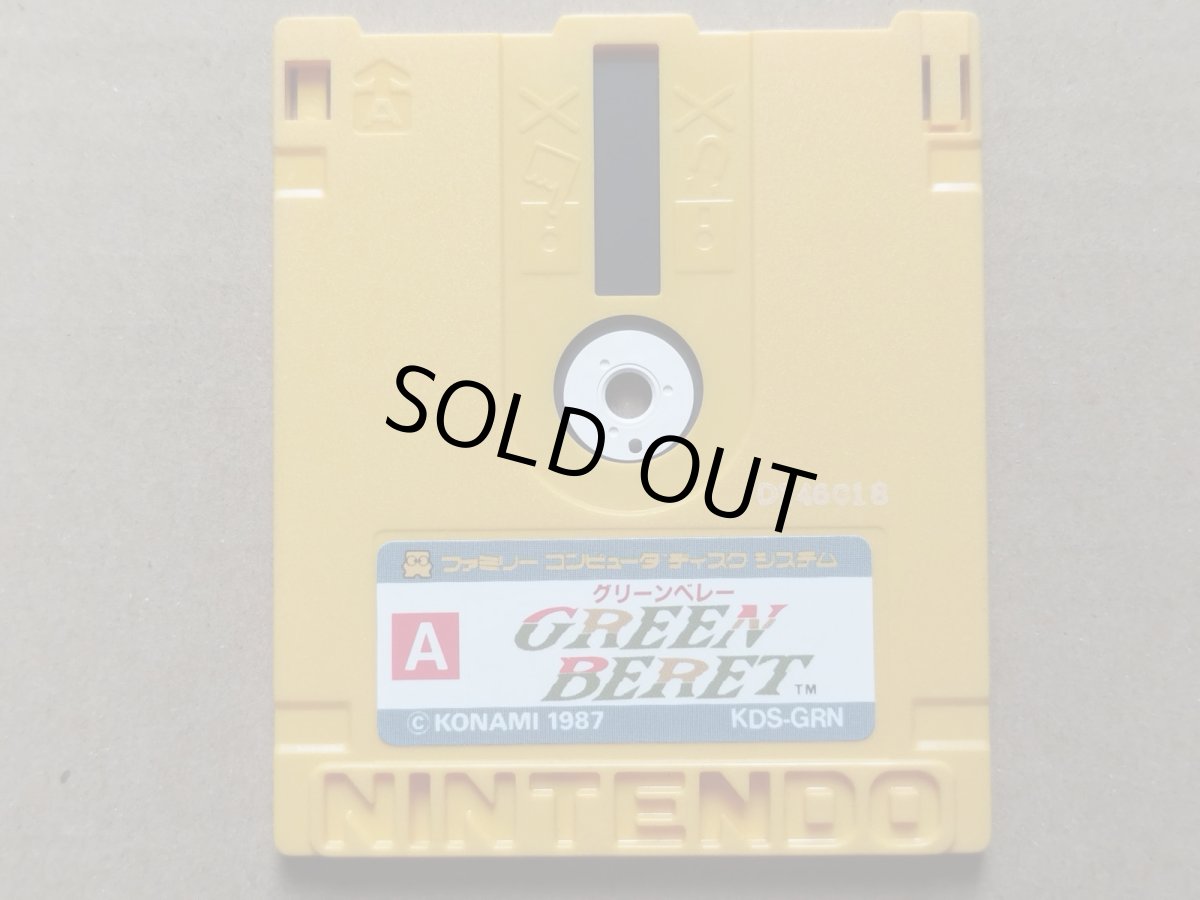 A
SOLD OUT
ファミリー コンピュータ ディスク システム
グリーンベレー
A
GREEN
BERET TM
© KONAMI 1987
KDS-GRN
NINTENDO